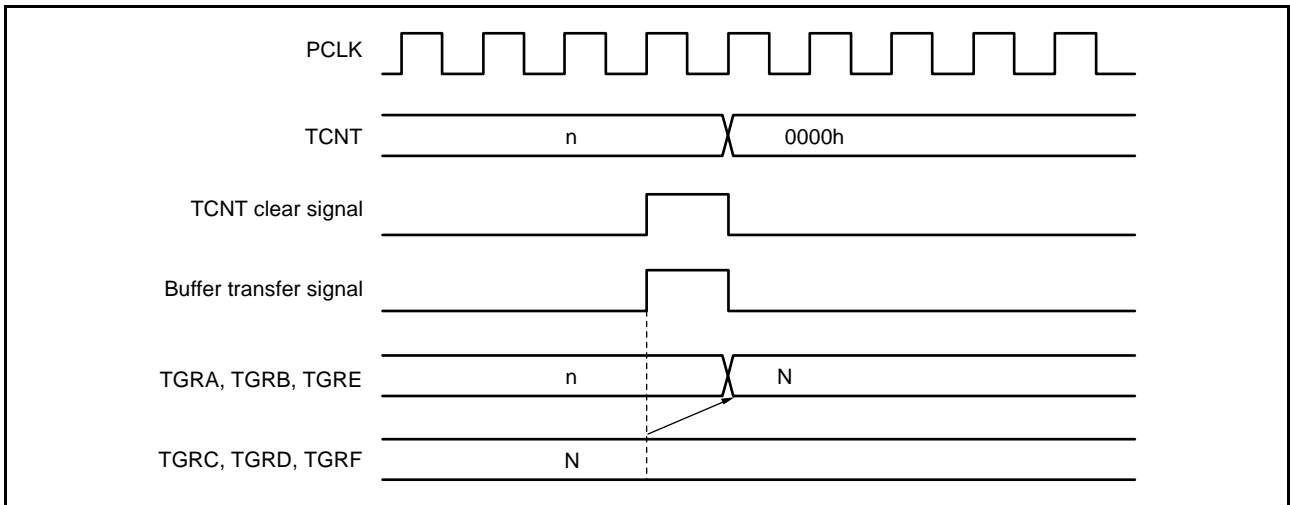 PCLK
TCNT n 0000h
TCNT clear signal
Buffer transfer signal
TGRA, TGRB, TGRE n N
TGRC, TGRD, TGRF N